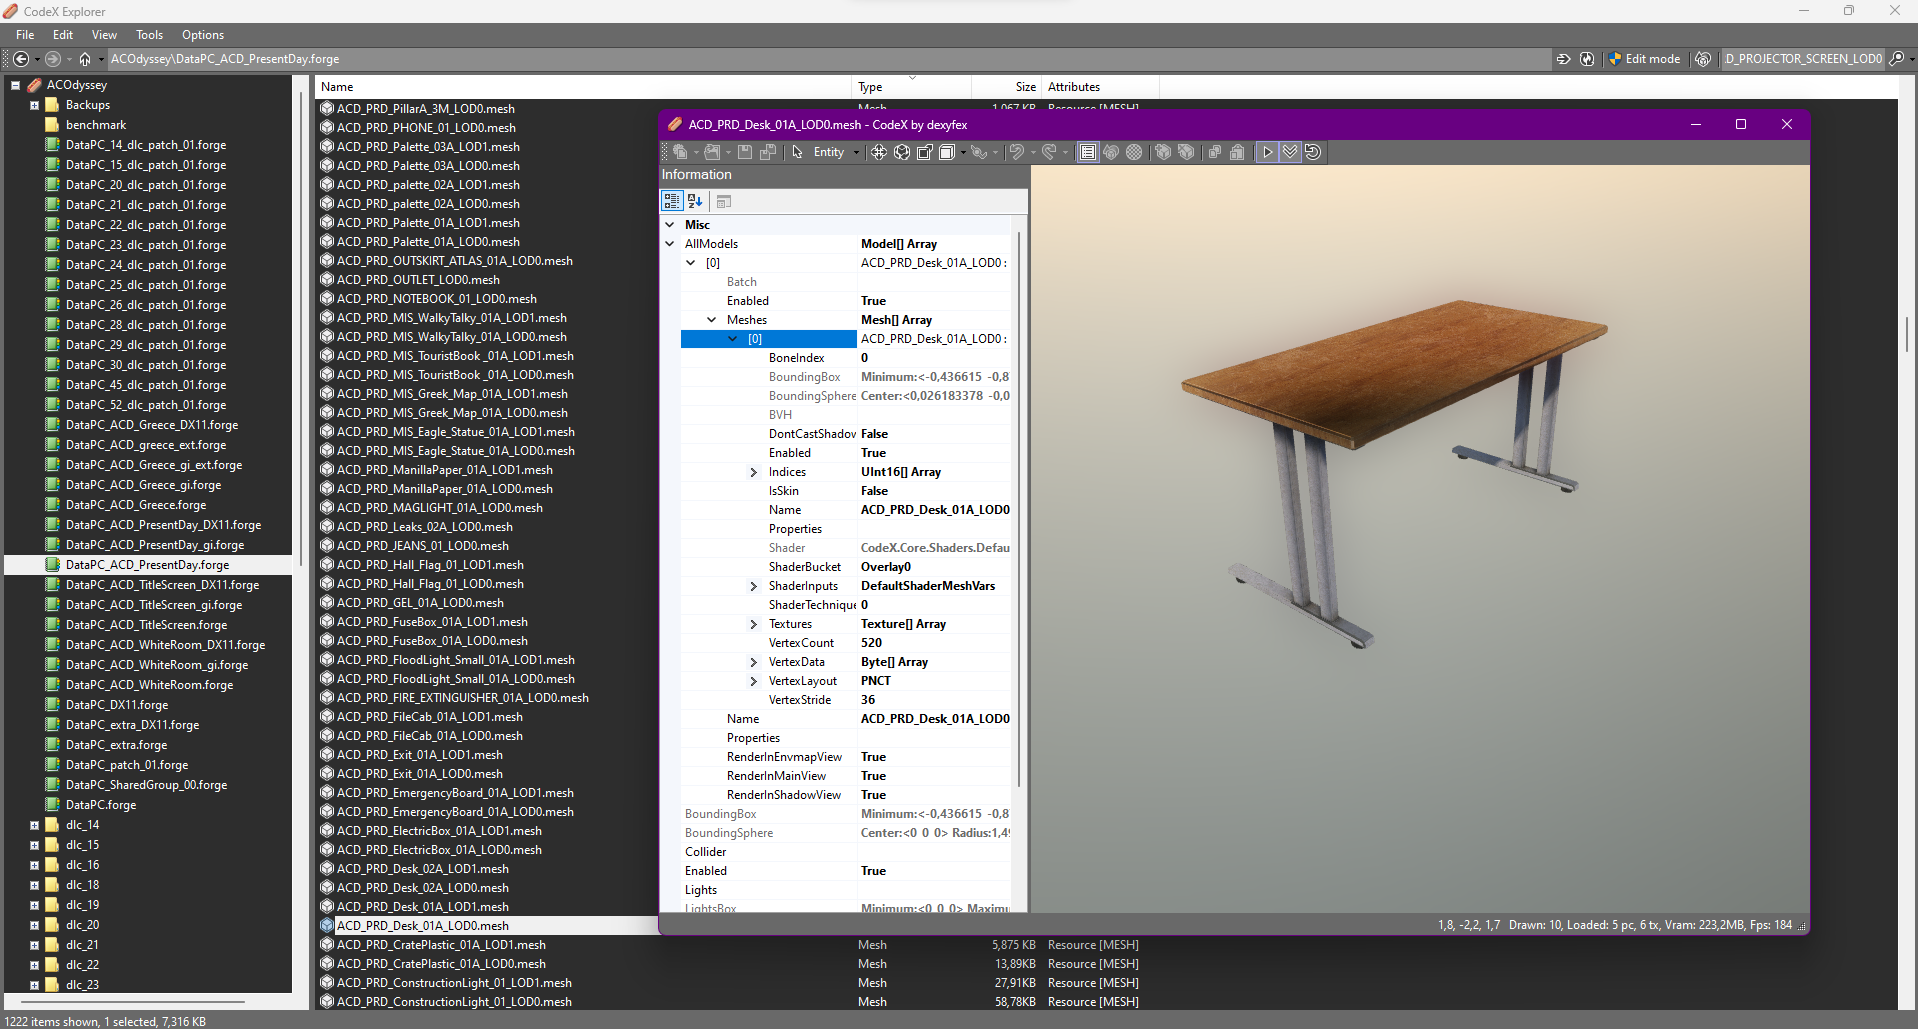 CodeX Explorer
File Edit View Tools Options
ACOdyssey\DataPC_ACD_PresentDay.forge
Edit mode
D_PROJECTOR_SCREEN_LOD0
ACOdyssey
Backups
benchmark
DataPC_14_dlc_patch_01.forge
DataPC_15_dlc_patch_01.forge
DataPC_20_dlc_patch_01.forge
DataPC_21_dlc_patch_01.forge
DataPC_22_dlc_patch_01.forge
DataPC_23_dlc_patch_01.forge
DataPC_24_dlc_patch_01.forge
DataPC_25_dlc_patch_01.forge
DataPC_26_dlc_patch_01.forge
DataPC_28_dlc_patch_01.forge
DataPC_29_dlc_patch_01.forge
DataPC_30_dlc_patch_01.forge
DataPC_45_dlc_patch_01.forge
DataPC_52_dlc_patch_01.forge
DataPC_ACD_Greece_DX11.forge
DataPC_ACD_greece_ext.forge
DataPC_ACD_Greece_gi_ext.forge
DataPC_ACD_Greece_gi.forge
DataPC_ACD_Greece.forge
DataPC_ACD_PresentDay_DX11.forge
DataPC_ACD_PresentDay_gi.forge
DataPC_ACD_PresentDay.forge
DataPC_ACD_TitleScreen_DX11.forge
DataPC_ACD_TitleScreen_gi.forge
DataPC_ACD_TitleScreen.forge
DataPC_ACD_WhiteRoom_DX11.forge
DataPC_ACD_WhiteRoom_gi.forge
DataPC_ACD_WhiteRoom.forge
DataPC_DX11.forge
DataPC_extra_DX11.forge
DataPC_extra.forge
DataPC_patch_01.forge
DataPC_SharedGroup_00.forge
DataPC.forge
dlc_14
dlc_15
dlc_16
dlc_18
dlc_19
dlc_20
dlc_21
dlc_22
dlc_23
Name Type Size Attributes
ACD_PRD_PillarA_3M_LOD0.mesh Mesh 1,067 KB Resource [MESH]
ACD_PRD_PHONE_01_LOD0.mesh
ACD_PRD_Palette_03A_LOD1.mesh
ACD_PRD_Palette_03A_LOD0.mesh
ACD_PRD_palette_02A_LOD1.mesh
ACD_PRD_palette_02A_LOD0.mesh
ACD_PRD_Palette_01A_LOD1.mesh
ACD_PRD_Palette_01A_LOD0.mesh
ACD_PRD_OUTSKIRT_ATLAS_01A_LOD0.mesh
ACD_PRD_OUTLET_LOD0.mesh
ACD_PRD_NOTEBOOK_01_LOD0.mesh
ACD_PRD_MIS_WalkyTalky_01A_LOD1.mesh
ACD_PRD_MIS_WalkyTalky_01A_LOD0.mesh
ACD_PRD_MIS_TouristBook _01A_LOD1.mesh
ACD_PRD_MIS_TouristBook _01A_LOD0.mesh
ACD_PRD_MIS_Greek_Map_01A_LOD1.mesh
ACD_PRD_MIS_Greek_Map_01A_LOD0.mesh
ACD_PRD_MIS_Eagle_Statue_01A_LOD1.mesh
ACD_PRD_MIS_Eagle_Statue_01A_LOD0.mesh
ACD_PRD_ManillaPaper_01A_LOD1.mesh
ACD_PRD_ManillaPaper_01A_LOD0.mesh
ACD_PRD_MAGLIGHT_01A_LOD0.mesh
ACD_PRD_Leaks_02A_LOD0.mesh
ACD_PRD_JEANS_01_LOD0.mesh
ACD_PRD_Hall_Flag_01_LOD1.mesh
ACD_PRD_Hall_Flag_01_LOD0.mesh
ACD_PRD_GEL_01A_LOD0.mesh
ACD_PRD_FuseBox_01A_LOD1.mesh
ACD_PRD_FuseBox_01A_LOD0.mesh
ACD_PRD_FloodLight_Small_01A_LOD1.mesh
ACD_PRD_FloodLight_Small_01A_LOD0.mesh
ACD_PRD_FIRE_EXTINGUISHER_01A_LOD0.mesh
ACD_PRD_FileCab_01A_LOD1.mesh
ACD_PRD_FileCab_01A_LOD0.mesh
ACD_PRD_Exit_01A_LOD1.mesh
ACD_PRD_Exit_01A_LOD0.mesh
ACD_PRD_EmergencyBoard_01A_LOD1.mesh
ACD_PRD_EmergencyBoard_01A_LOD0.mesh
ACD_PRD_ElectricBox_01A_LOD1.mesh
ACD_PRD_ElectricBox_01A_LOD0.mesh
ACD_PRD_Desk_02A_LOD1.mesh
ACD_PRD_Desk_02A_LOD0.mesh
ACD_PRD_Desk_01A_LOD1.mesh
ACD_PRD_Desk_01A_LOD0.mesh
ACD_PRD_CratePlastic_01A_LOD1.mesh Mesh 5,875 KB Resource [MESH]
ACD_PRD_CratePlastic_01A_LOD0.mesh Mesh 13,89KB Resource [MESH]
ACD_PRD_ConstructionLight_01_LOD1.mesh Mesh 27,91KB Resource [MESH]
ACD_PRD_ConstructionLight_01_LOD0.mesh Mesh 58,78KB Resource [MESH]
ACD_PRD_Desk_01A_LOD0.mesh - CodeX by dexyfex
Entity
Information
Misc
AllModels Model[] Array
[0] ACD_PRD_Desk_01A_LOD0 :
Batch
Enabled True
Meshes Mesh[] Array
[0] ACD_PRD_Desk_01A_LOD0 :
BoneIndex 0
BoundingBox Minimum:<-0,436615 -0,8
BoundingSphere Center:<0,026183378 -0,0
BVH
DontCastShadow False
Enabled True
Indices UInt16[] Array
IsSkin False
Name ACD_PRD_Desk_01A_LOD0
Properties
Shader CodeX.Core.Shaders.Defau
ShaderBucket Overlay0
ShaderInputs DefaultShaderMeshVars
ShaderTechnique 0
Textures Texture[] Array
VertexCount 520
VertexData Byte[] Array
VertexLayout PNCT
VertexStride 36
Name ACD_PRD_Desk_01A_LOD0
Properties
RenderInEnvmapView True
RenderInMainView True
RenderInShadowView True
BoundingBox Minimum:<-0,436615 -0,8
BoundingSphere Center:<0 0 0> Radius:1,4
Collider
Enabled True
Lights
LightsBox Minimum:<0 0 0> Maximu
1,8, -2,2, 1,7 Drawn: 10, Loaded: 5 pc, 6 tx, Vram: 223,2MB, Fps: 184
1222 items shown, 1 selected, 7,316 KB